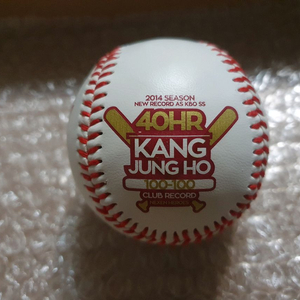 2014 SEASON
NEW RECORD AS KBO SS
40HR
KANG
JUNG HO
100-100
CLUB RECORD